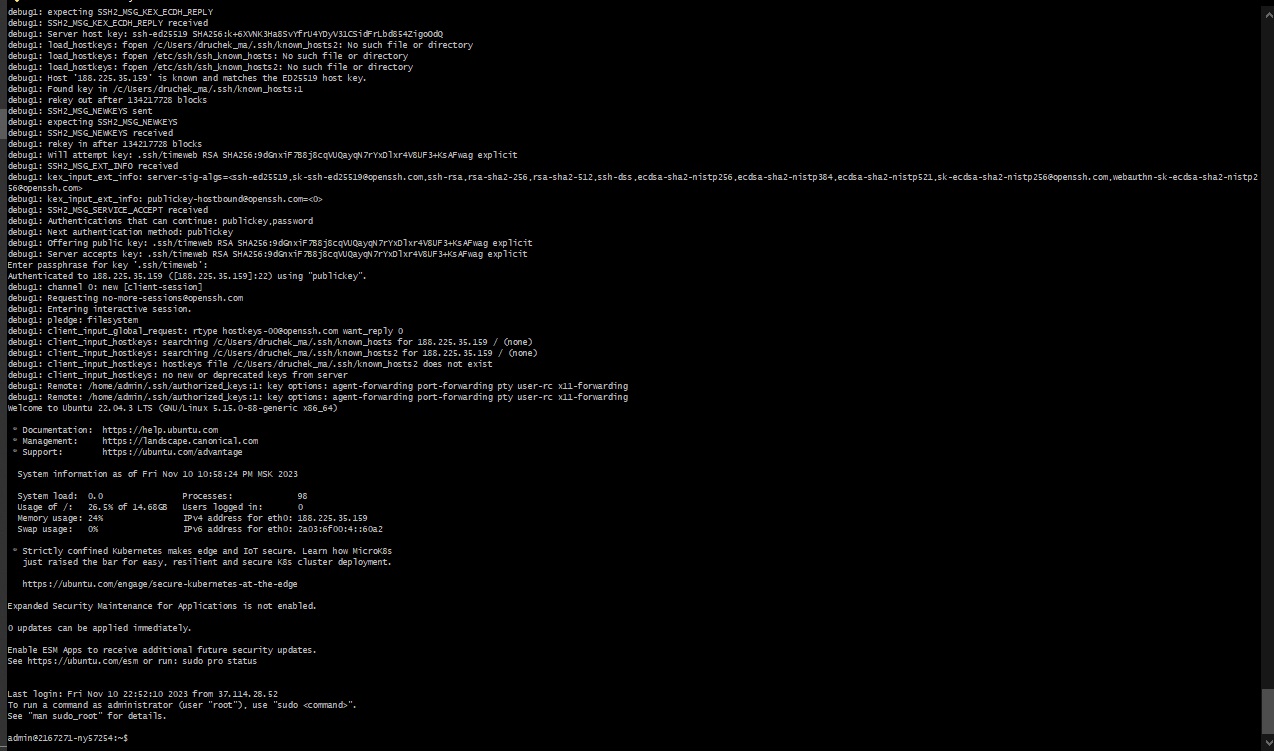 debug1: expecting SSH2_MSG_KEX_ECDH_REPLY
debug1: SSH2_MSG_KEX_ECDH_REPLY received
debug1: Server host key: ssh-ed25519 SHA256:k+6XVNK3Ha8SvYfrU4YDyV31CSidFrLbd854ZigoOdQ
debug1: load_hostkeys: fopen /c/Users/druchek_ma/.ssh/known_hosts2: No such file or directory
debug1: load_hostkeys: fopen /etc/ssh/ssh_known_hosts: No such file or directory
debug1: load_hostkeys: fopen /etc/ssh/ssh_known_hosts2: No such file or directory
debug1: Host '188.225.35.159' is known and matches the ED25519 host key.
debug1: Found key in /c/Users/druchek_ma/.ssh/known_hosts:1
debug1: rekey out after 134217728 blocks
debug1: SSH2_MSG_NEWKEYS sent
debug1: expecting SSH2_MSG_NEWKEYS
debug1: SSH2_MSG_NEWKEYS received
debug1: rekey in after 134217728 blocks
debug1: Will attempt key: .ssh/timeweb RSA SHA256:9dGnxiF7B8j8cqVUQayqN7rYxDlxr4V8UF3+KsAFwag explicit
debug1: SSH2_MSG_EXT_INFO received
debug1: kex_input_ext_info: server-sig-algs=<ssh-ed25519,sk-ssh-ed25519@openssh.com,ssh-rsa,rsa-sha2-256,rsa-sha2-512,ssh-dss,ecdsa-sha2-nistp256,ecdsa-sha2-nistp384,ecdsa-sha2-nistp521,sk-ecdsa-sha2-nistp256@openssh.com,webauthn-sk-ecdsa-sha2-nistp2
56@openssh.com>
debug1: kex_input_ext_info: publickey-hostbound@openssh.com=<0>
debug1: SSH2_MSG_SERVICE_ACCEPT received
debug1: Authentications that can continue: publickey,password
debug1: Next authentication method: publickey
debug1: Offering public key: .ssh/timeweb RSA SHA256:9dGnxiF7B8j8cqVUQayqN7rYxDlxr4V8UF3+KsAFwag explicit
debug1: Server accepts key: .ssh/timeweb RSA SHA256:9dGnxiF7B8j8cqVUQayqN7rYxDlxr4V8UF3+KsAFwag explicit
Enter passphrase for key '.ssh/timeweb':
Authenticated to 188.225.35.159 ([188.225.35.159]:22) using "publickey".
debug1: channel 0: new [client-session]
debug1: Requesting no-more-sessions@openssh.com
debug1: Entering interactive session.
debug1: pledge: filesystem
debug1: client_input_global_request: rtype hostkeys-00@openssh.com want_reply 0
debug1: client_input_hostkeys: searching /c/Users/druchek_ma/.ssh/known_hosts for 188.225.35.159 / (none)
debug1: client_input_hostkeys: searching /c/Users/druchek_ma/.ssh/known_hosts2 for 188.225.35.159 / (none)
debug1: client_input_hostkeys: hostkeys file /c/Users/druchek_ma/.ssh/known_hosts2 does not exist
debug1: client_input_hostkeys: no new or deprecated keys from server
debug1: Remote: /home/admin/.ssh/authorized_keys:1: key options: agent-forwarding port-forwarding pty user-rc x11-forwarding
debug1: Remote: /home/admin/.ssh/authorized_keys:1: key options: agent-forwarding port-forwarding pty user-rc x11-forwarding
Welcome to Ubuntu 22.04.3 LTS (GNU/Linux 5.15.0-88-generic x86_64)
* Documentation:  https://help.ubuntu.com
* Management:     https://landscape.canonical.com
* Support:        https://ubuntu.com/advantage
System information as of Fri Nov 10 10:58:24 PM MSK 2023
System load:  0.0                Processes:             98
Usage of /:   26.5% of 14.68GB   Users logged in:       0
Memory usage: 24%                IPv4 address for eth0: 188.225.35.159
Swap usage:   0%                 IPv6 address for eth0: 2a03:6f00:4::60a2
* Strictly confined Kubernetes makes edge and IoT secure. Learn how MicroK8s
just raised the bar for easy, resilient and secure K8s cluster deployment.
https://ubuntu.com/engage/secure-kubernetes-at-the-edge
Expanded Security Maintenance for Applications is not enabled.
0 updates can be applied immediately.
Enable ESM Apps to receive additional future security updates.
See https://ubuntu.com/esm or run: sudo pro status
Last login: Fri Nov 10 22:52:10 2023 from 37.114.28.52
To run a command as administrator (user "root"), use "sudo <command>".
See "man sudo_root" for details.
admin@2167271-ny57254:~$